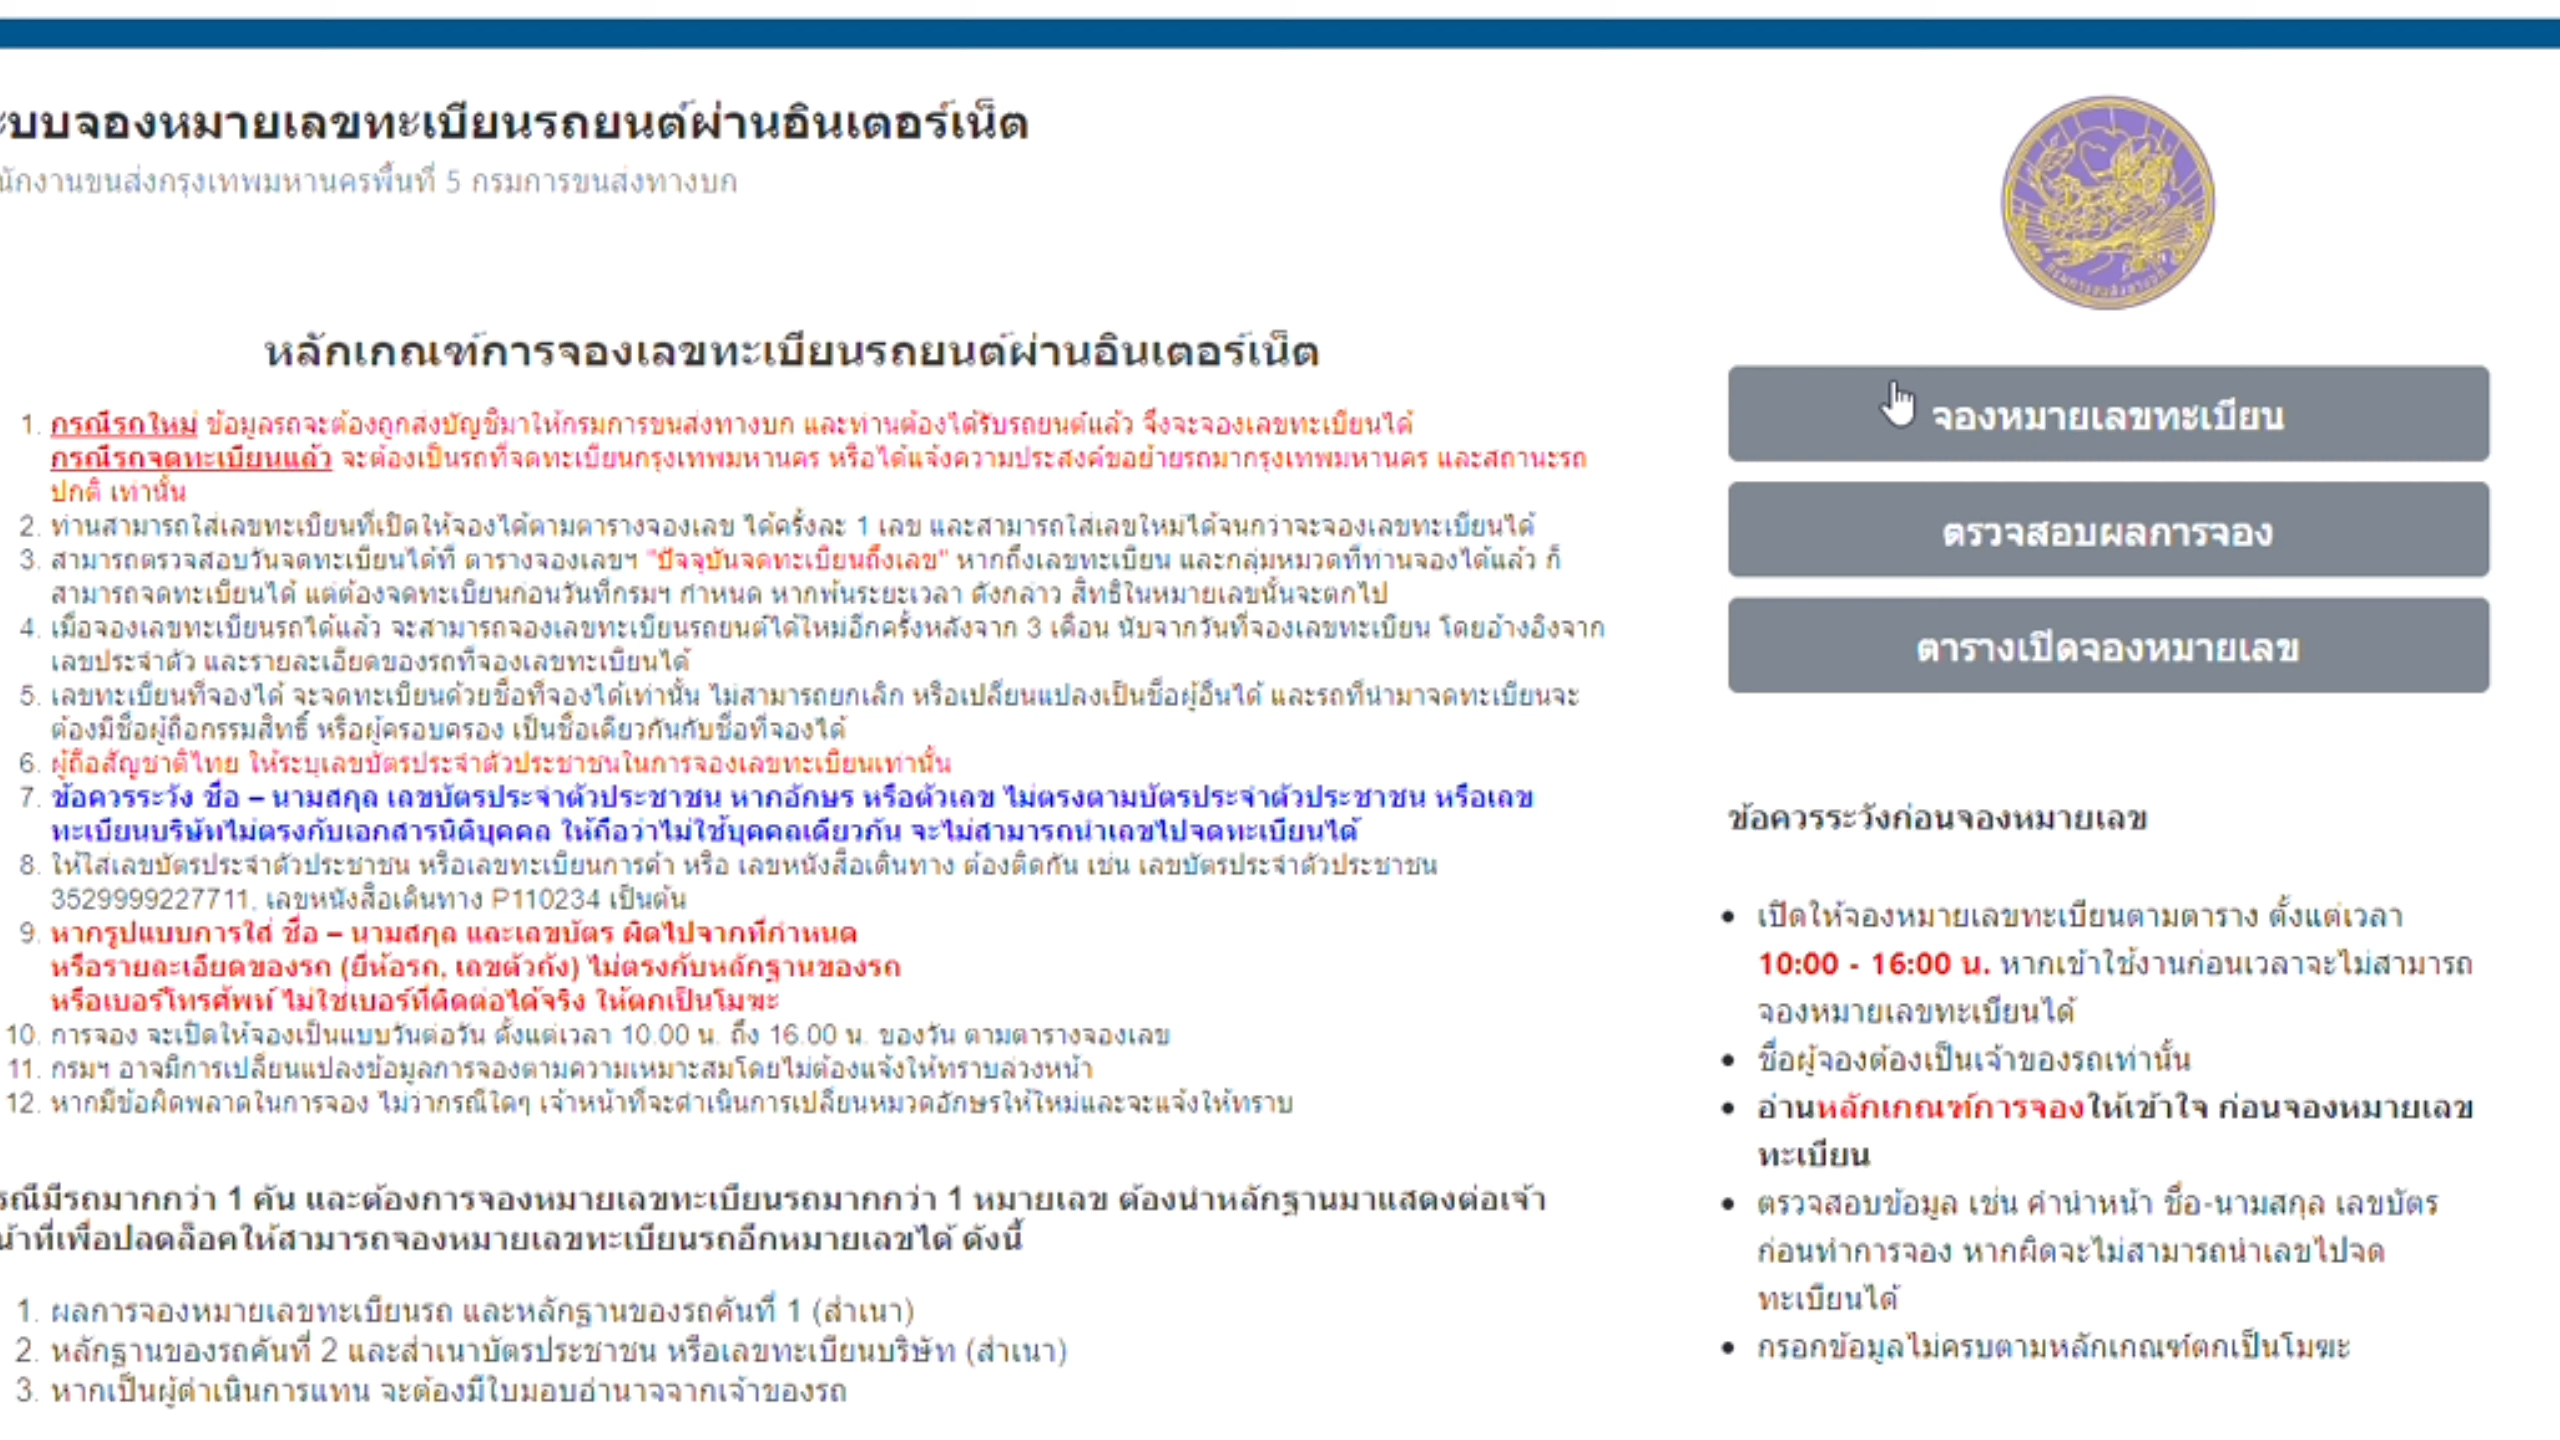 ะบบจองหมายเลขทะเบียนรถยนต์ผ่านอินเตอร์เน็ต
นักงานขนส่งกรุงเทพมหานครพื้นที่ 5 กรมการขนส่งทางบก
กรมการขนส่งทางบก
หลักเกณฑ์การจองเลขทะเบียนรถยนต์ผ่านอินเตอร์เน็ต
1. กรณีรถใหม่ ข้อมูลรถจะต้องถูกส่งบัญชีมาให้กรมการขนส่งทางบก และท่านต้องได้รับรถยนต์แล้ว จึงจะจองเลขทะเบียนได้
กรณีรถจดทะเบียนแล้ว จะต้องเป็นรถที่จดทะเบียนกรุงเทพมหานคร หรือได้แจ้งความประสงค์ขอย้ายรถมากรุงเทพมหานคร และสถานะรถ
ปกติ เท่านั้น
2. ท่านสามารถใส่เลขทะเบียนที่เปิดให้จองได้ตามตารางจองเลข ได้ครั้งละ 1 เลข และสามารถใส่เลขใหม่ได้จนกว่าจะจองเลขทะเบียนได้
3. สามารถตรวจสอบวันจดทะเบียนได้ที่ ตารางจองเลขฯ "ปัจจุบันจดทะเบียนถึงเลข" หากถึงเลขทะเบียน และกลุ่มหมวดที่ท่านจองได้แล้ว ก็
สามารถจดทะเบียนได้ แต่ต้องจดทะเบียนก่อนวันที่กรมฯ กำหนด หากพ้นระยะเวลา ดังกล่าว สิทธิในหมายเลขนั้นจะตกไป
4. เมื่อจองเลขทะเบียนรถได้แล้ว จะสามารถจองเลขทะเบียนรถยนต์ได้ใหม่อีกครั้งหลังจาก 3 เดือน นับจากวันที่จองเลขทะเบียน โดยอ้างอิงจาก
เลขประจำตัว และรายละเอียดของรถที่จองเลขทะเบียนได้
5. เลขทะเบียนที่จองได้ จะจดทะเบียนด้วยชื่อที่จองได้เท่านั้น ไม่สามารถยกเลิก หรือเปลี่ยนแปลงเป็นชื่อผู้อื่นได้ และรถที่นำมาจดทะเบียนจะ
ต้องมีชื่อผู้ถือกรรมสิทธิ์ หรือผู้ครอบครอง เป็นชื่อเดียวกันกับชื่อที่จองได้
6. ผู้ถือสัญชาติไทย ให้ระบุเลขบัตรประจำตัวประชาชนในการจองเลขทะเบียนเท่านั้น
7. ข้อควรระวัง ชื่อ – นามสกุล เลขบัตรประจำตัวประชาชน หากอักษร หรือตัวเลข ไม่ตรงตามบัตรประจำตัวประชาชน หรือเลข
ทะเบียนบริษัทไม่ตรงกับเอกสารนิติบุคคล ให้ถือว่าไม่ใช้บุคคลเดียวกัน จะไม่สามารถนำเลขไปจดทะเบียนได้
8. ให้ใส่เลขบัตรประจำตัวประชาชน หรือเลขทะเบียนการค้า หรือ เลขหนังสือเดินทาง ต้องติดกัน เช่น เลขบัตรประจำตัวประชาชน
3529999227711, เลขหนังสือเดินทาง P110234 เป็นต้น
9. หากรูปแบบการใส่ ชื่อ – นามสกุล และเลขบัตร ผิดไปจากที่กำหนด
หรือรายละเอียดของรถ (ยี่ห้อรถ, เลขตัวถัง) ไม่ตรงกับหลักฐานของรถ
หรือเบอร์โทรศัพท์ ไม่ใช่เบอร์ที่ติดต่อได้จริง ให้ตกเป็นโมฆะ
10. การจอง จะเปิดให้จองเป็นแบบวันต่อวัน ตั้งแต่เวลา 10.00 น. ถึง 16.00 น. ของวัน ตามตารางจองเลข
11. กรมฯ อาจมีการเปลี่ยนแปลงข้อมูลการจองตามความเหมาะสมโดยไม่ต้องแจ้งให้ทราบล่วงหน้า
12. หากมีข้อผิดพลาดในการจอง ไม่ว่ากรณีใดๆ เจ้าหน้าที่จะดำเนินการเปลี่ยนหมวดอักษรให้ใหม่และจะแจ้งให้ทราบ
รณีมีรถมากกว่า 1 คัน และต้องการจองหมายเลขทะเบียนรถมากกว่า 1 หมายเลข ต้องนำหลักฐานมาแสดงต่อเจ้า
น้าที่เพื่อปลดล็อคให้สามารถจองหมายเลขทะเบียนรถอีกหมายเลขได้ ดังนี้
1. ผลการจองหมายเลขทะเบียนรถ และหลักฐานของรถคันที่ 1 (สำเนา)
2. หลักฐานของรถคันที่ 2 และสำเนาบัตรประชาชน หรือเลขทะเบียนบริษัท (สำเนา)
3. หากเป็นผู้ดำเนินการแทน จะต้องมีใบมอบอำนาจจากเจ้าของรถ
จองหมายเลขทะเบียน
ตรวจสอบผลการจอง
ตารางเปิดจองหมายเลข
ข้อควรระวังก่อนจองหมายเลข
• เปิดให้จองหมายเลขทะเบียนตามตาราง ตั้งแต่เวลา
10:00 - 16:00 น. หากเข้าใช้งานก่อนเวลาจะไม่สามารถ
จองหมายเลขทะเบียนได้
• ชื่อผู้จองต้องเป็นเจ้าของรถเท่านั้น
• อ่านหลักเกณฑ์การจองให้เข้าใจ ก่อนจองหมายเลข
ทะเบียน
• ตรวจสอบข้อมูล เช่น คำนำหน้า ชื่อ-นามสกุล เลขบัตร
ก่อนทำการจอง หากผิดจะไม่สามารถนำเลขไปจด
ทะเบียนได้
• กรอกข้อมูลไม่ครบตามหลักเกณฑ์ตกเป็นโมฆะ